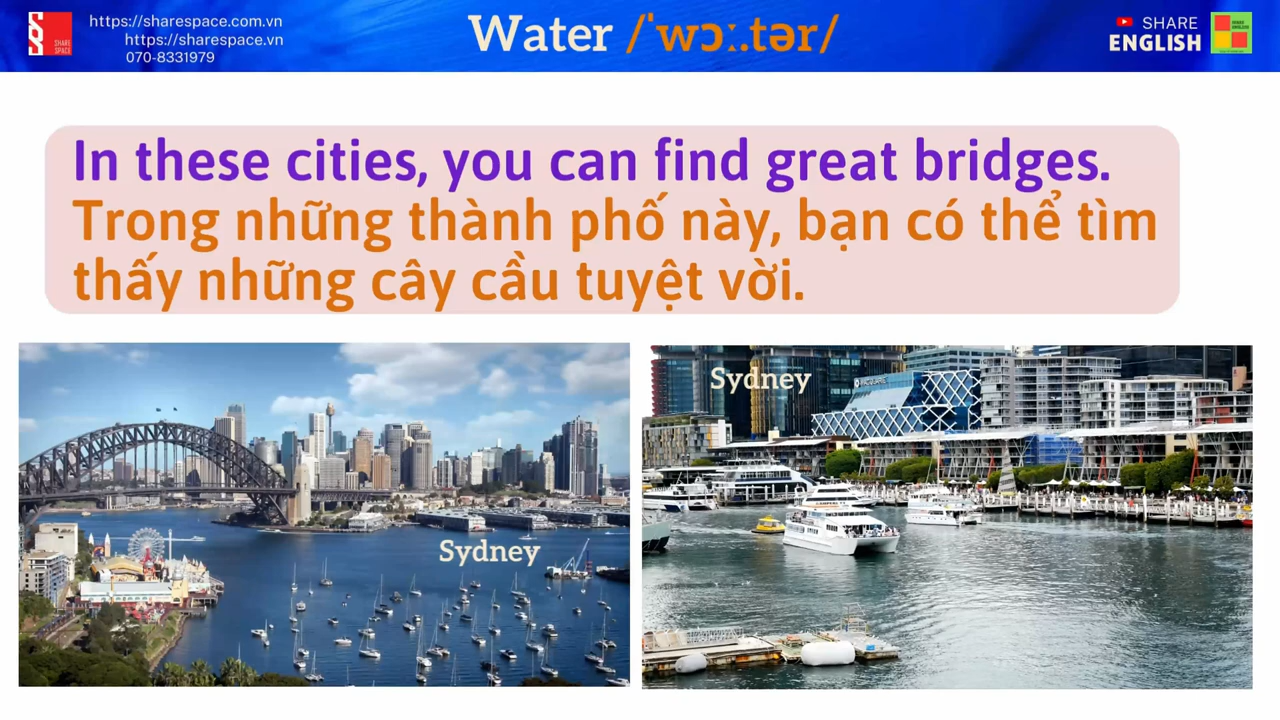 SHARE
SPACE
https://sharespace.com.vn
https://sharespace.vn
070-8331979
Water /ˈwɔː.tər/
SHARE
ENGLISH
In these cities, you can find great bridges.
Trong những thành phố này, bạn có thể tìm
thấy những cây cầu tuyệt vời.
Sydney
Sydney